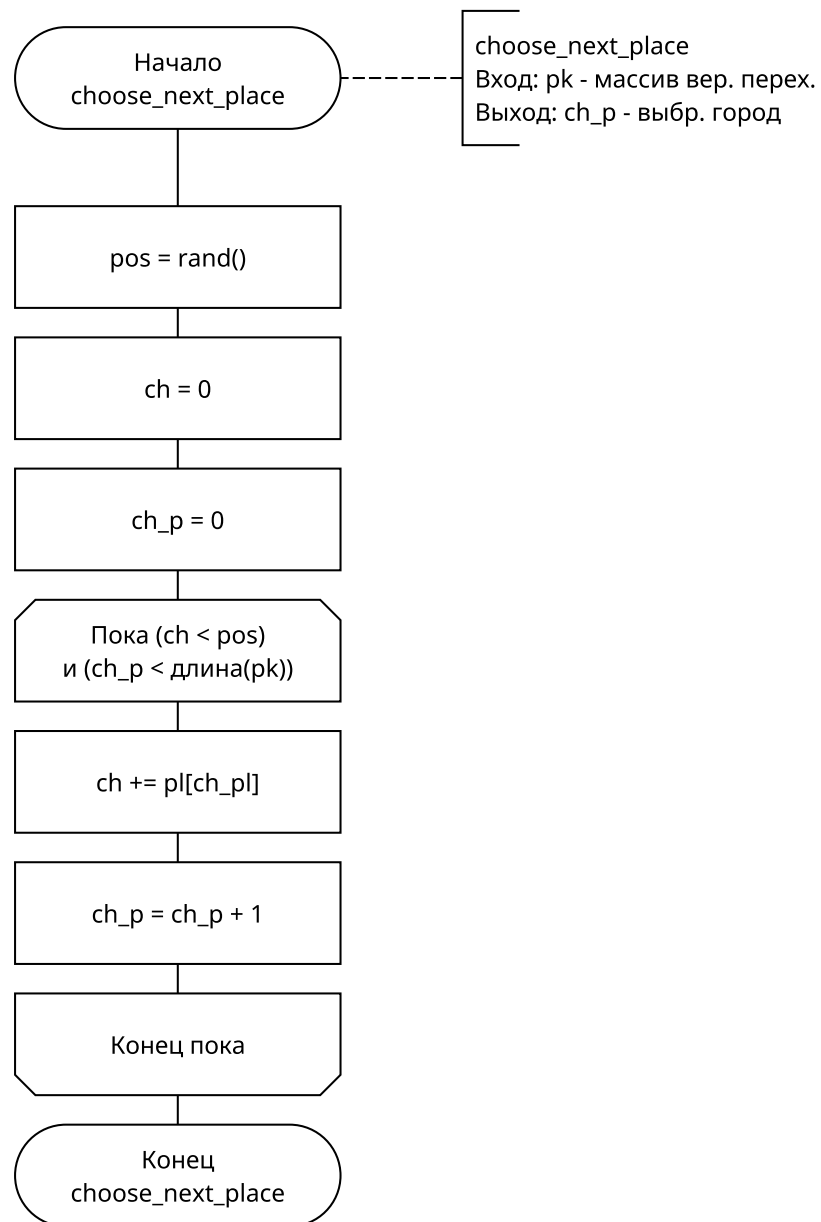 Начало
choose_next_place
choose_next_place
Вход: pk - массив вер. перех.
Выход: ch_p - выбр. город
pos = rand()
ch = 0
ch_p = 0
Пока (ch < pos)
и (ch_p < длина(pk))
ch += pl[ch_pl]
ch_p = ch_p + 1
Конец пока
Конец
choose_next_place